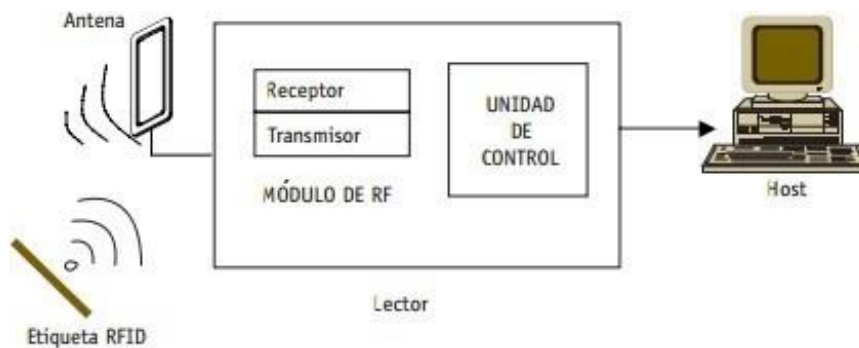 Antena
Receptor
Transmisor
MÓDULO DE RF
UNIDAD
DE
CONTROL
Host
Lector
Etiqueta RFID